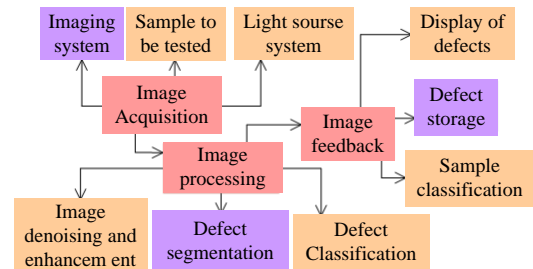 Imaging
system
Sample to
be tested
Light sourse
system
Display of
defects
Image
Acquisition
Image
feedback
Defect
storage
Image
processing
Sample
classification
Image
denoising and
enhancem ent
Defect
segmentation
Defect
Classification